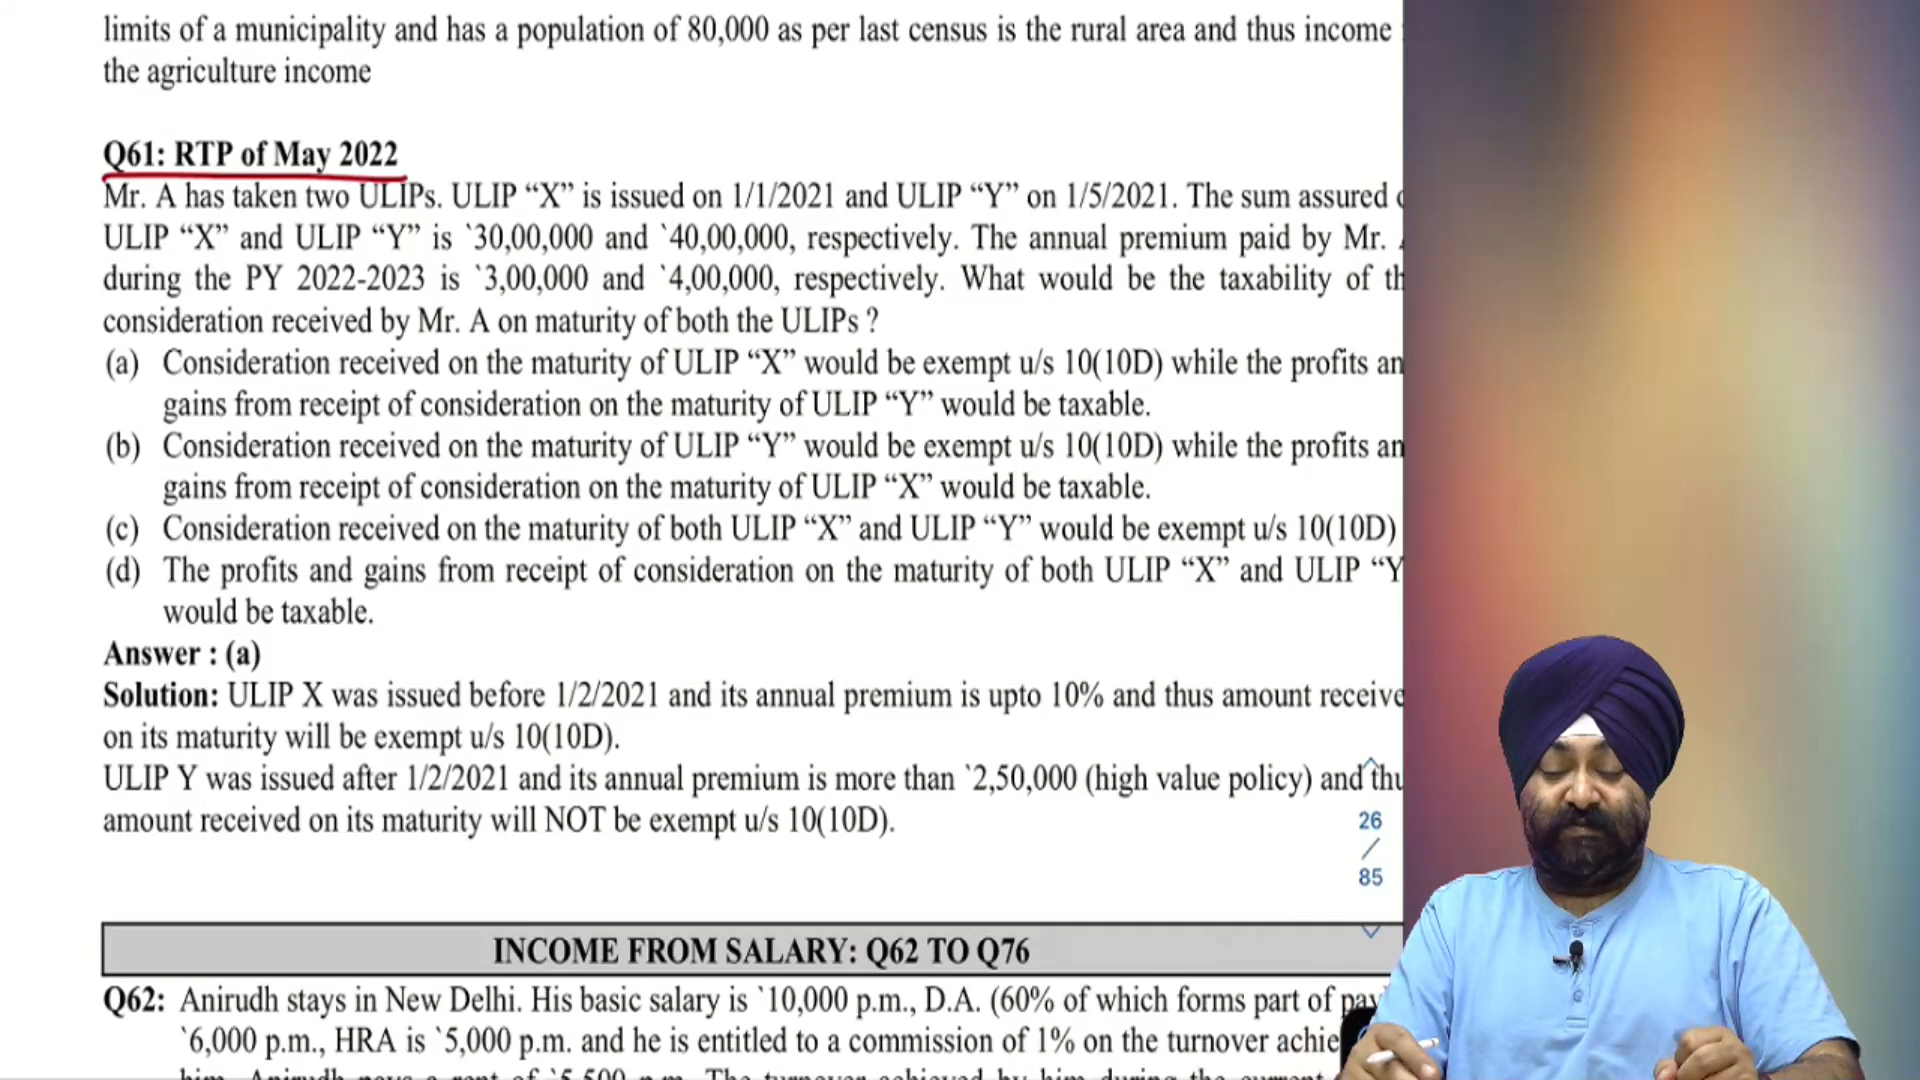 limits of a municipality and has a population of 80,000 as per last census is the rural area and thus income
the agriculture income
Q61: RTP of May 2022
Mr. A has taken two ULIPs. ULIP “X” is issued on 1/1/2021 and ULIP “Y” on 1/5/2021. The sum assured
ULIP “X” and ULIP “Y” is `30,00,000 and `40,00,000, respectively. The annual premium paid by Mr.
during the PY 2022-2023 is `3,00,000 and `4,00,000, respectively. What would be the taxability of th
consideration received by Mr. A on maturity of both the ULIPs ?
(a) Consideration received on the maturity of ULIP “X” would be exempt u/s 10(10D) while the profits an
gains from receipt of consideration on the maturity of ULIP “Y” would be taxable.
(b) Consideration received on the maturity of ULIP “Y” would be exempt u/s 10(10D) while the profits an
gains from receipt of consideration on the maturity of ULIP “X” would be taxable.
(c) Consideration received on the maturity of both ULIP “X” and ULIP “Y” would be exempt u/s 10(10D)
(d) The profits and gains from receipt of consideration on the maturity of both ULIP “X” and ULIP “Y
would be taxable.
Answer : (a)
Solution: ULIP X was issued before 1/2/2021 and its annual premium is upto 10% and thus amount receive
on its maturity will be exempt u/s 10(10D).
ULIP Y was issued after 1/2/2021 and its annual premium is more than `2,50,000 (high value policy) and thu
amount received on its maturity will NOT be exempt u/s 10(10D).
26
/
85
INCOME FROM SALARY: Q62 TO Q76
Q62: Anirudh stays in New Delhi. His basic salary is `10,000 p.m., D.A. (60% of which forms part of pay
`6,000 p.m., HRA is `5,000 p.m. and he is entitled to a commission of 1% on the turnover achie
him. Anirudh pays a rent of `5,500 p.m. The turnover achieved by him during the current